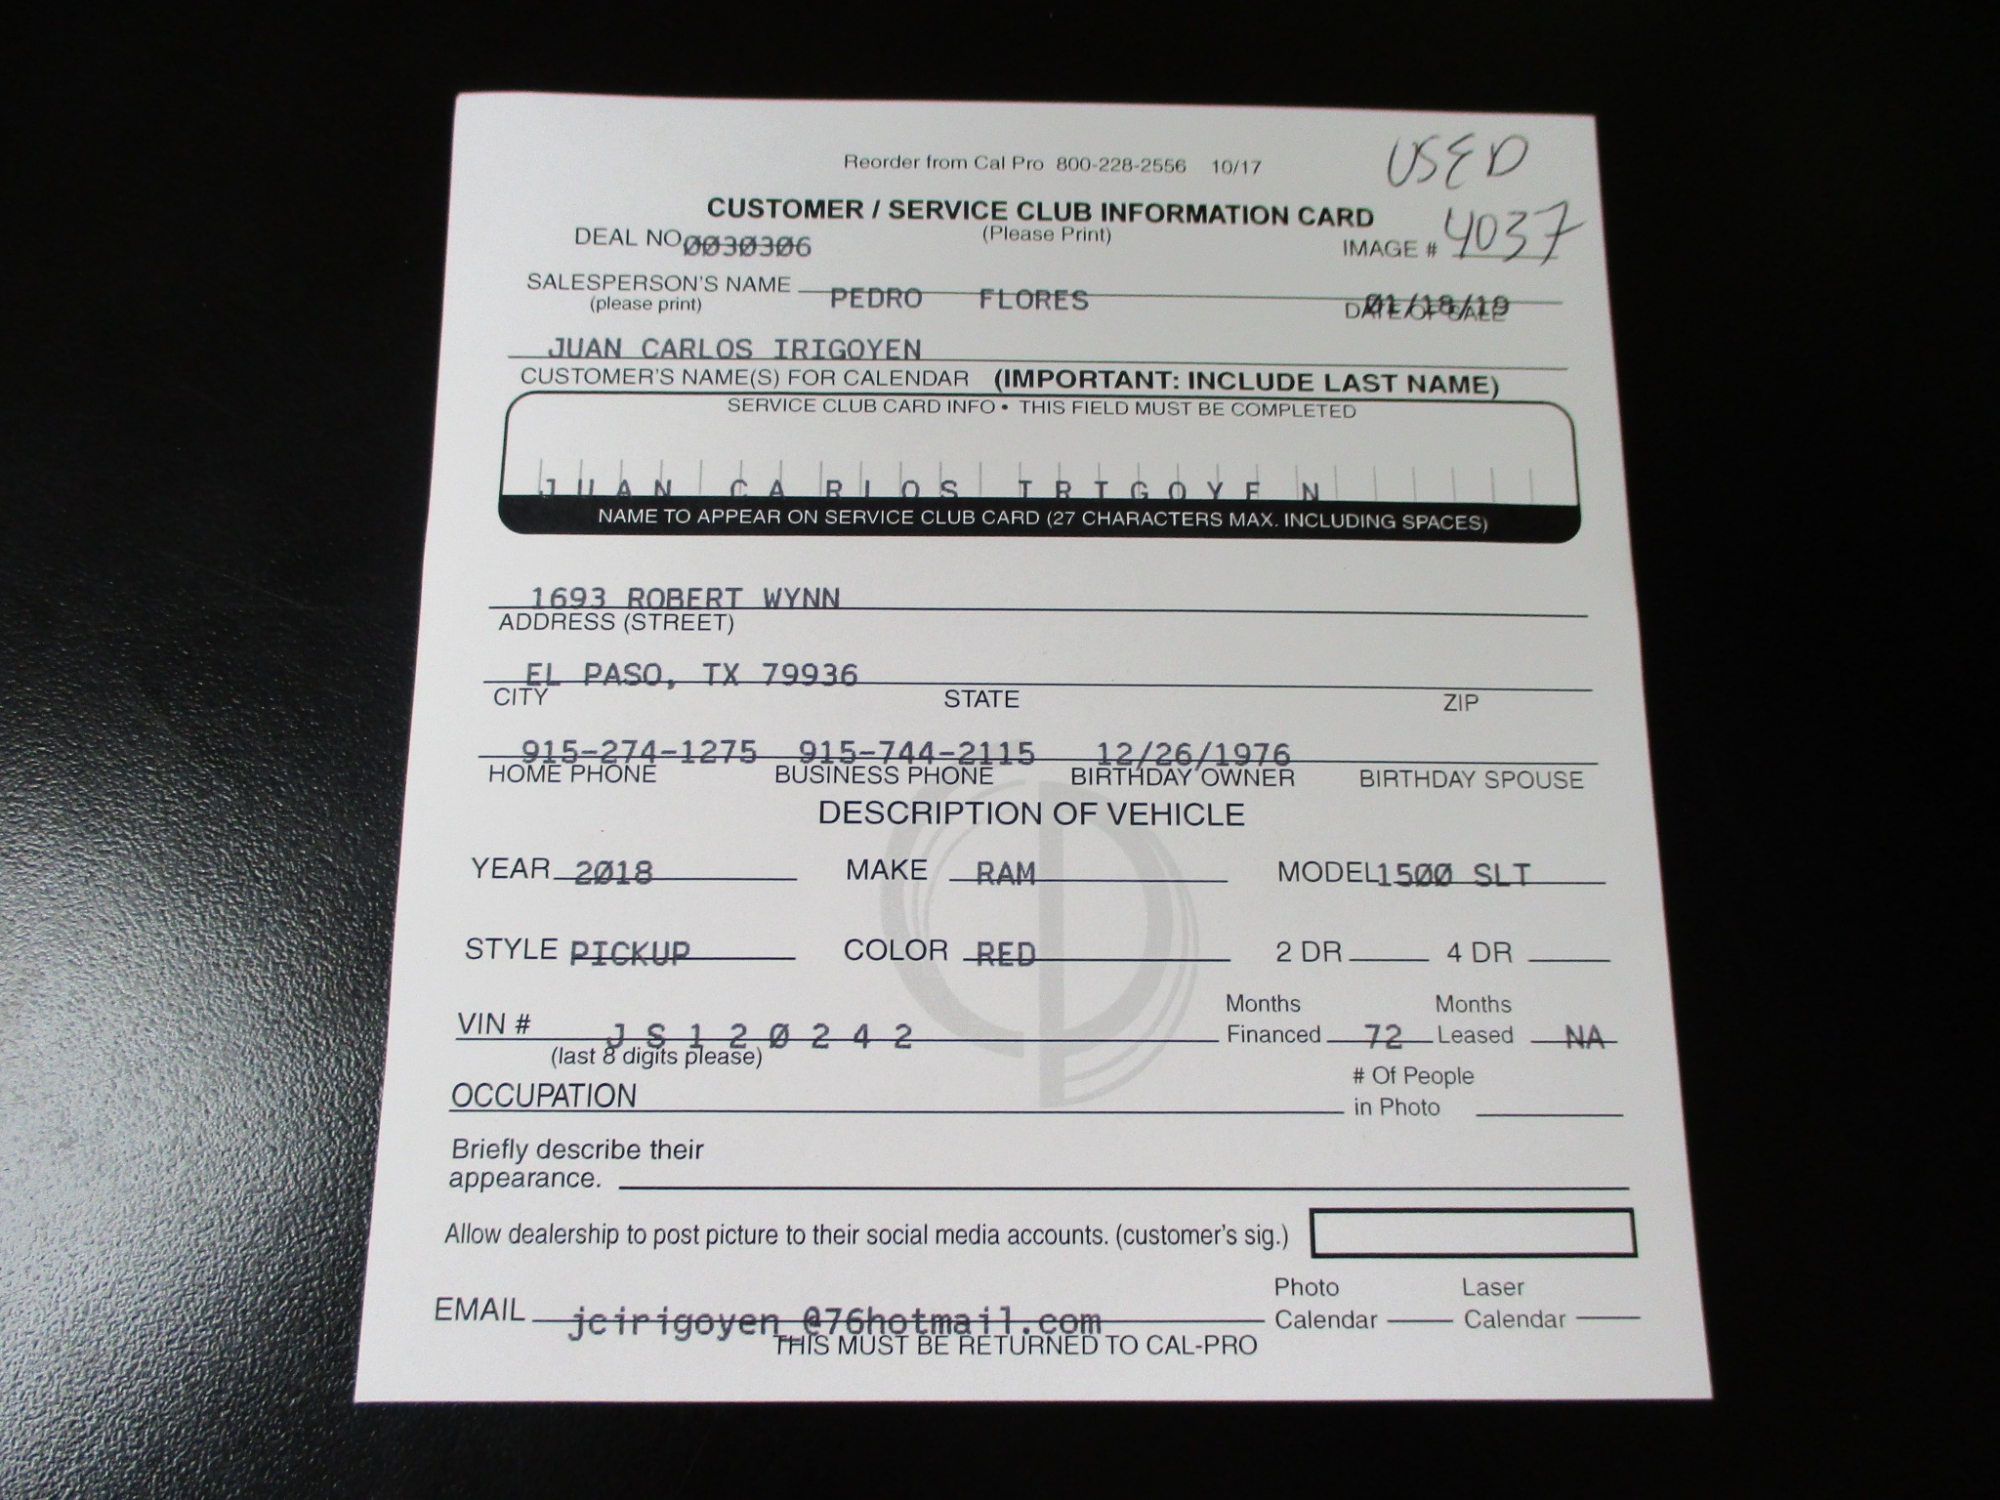 Reorder from Cal Pro 800-228-2556 10/17
USED
CUSTOMER / SERVICE CLUB INFORMATION CARD
(Please Print)
DEAL NO 0030306
IMAGE # 4037
SALESPERSON'S NAME PEDRO FLORES
(please print)
DATE OF SALE 01/18/19
JUAN CARLOS IRIGOYEN
CUSTOMER'S NAME(S) FOR CALENDAR (IMPORTANT: INCLUDE LAST NAME)
SERVICE CLUB CARD INFO • THIS FIELD MUST BE COMPLETED
JUAN CARLOS IRIGOYEN
NAME TO APPEAR ON SERVICE CLUB CARD (27 CHARACTERS MAX. INCLUDING SPACES)
1693 ROBERT WYNN
ADDRESS (STREET)
EL PASO, TX 79936
CITY STATE ZIP
915-274-1275 915-744-2115 12/26/1976
HOME PHONE BUSINESS PHONE BIRTHDAY OWNER BIRTHDAY SPOUSE
DESCRIPTION OF VEHICLE
YEAR 2018 MAKE RAM MODEL 1500 SLT
STYLE PICKUP COLOR RED 2 DR 4 DR
Months Months
VIN # JS120242 Financed 72 Leased NA
(last 8 digits please)
# Of People
OCCUPATION in Photo
Briefly describe their
appearance.
Allow dealership to post picture to their social media accounts. (customer's sig.)
Photo Laser
EMAIL jcirigoyen_@76hotmail.com Calendar Calendar
THIS MUST BE RETURNED TO CAL-PRO